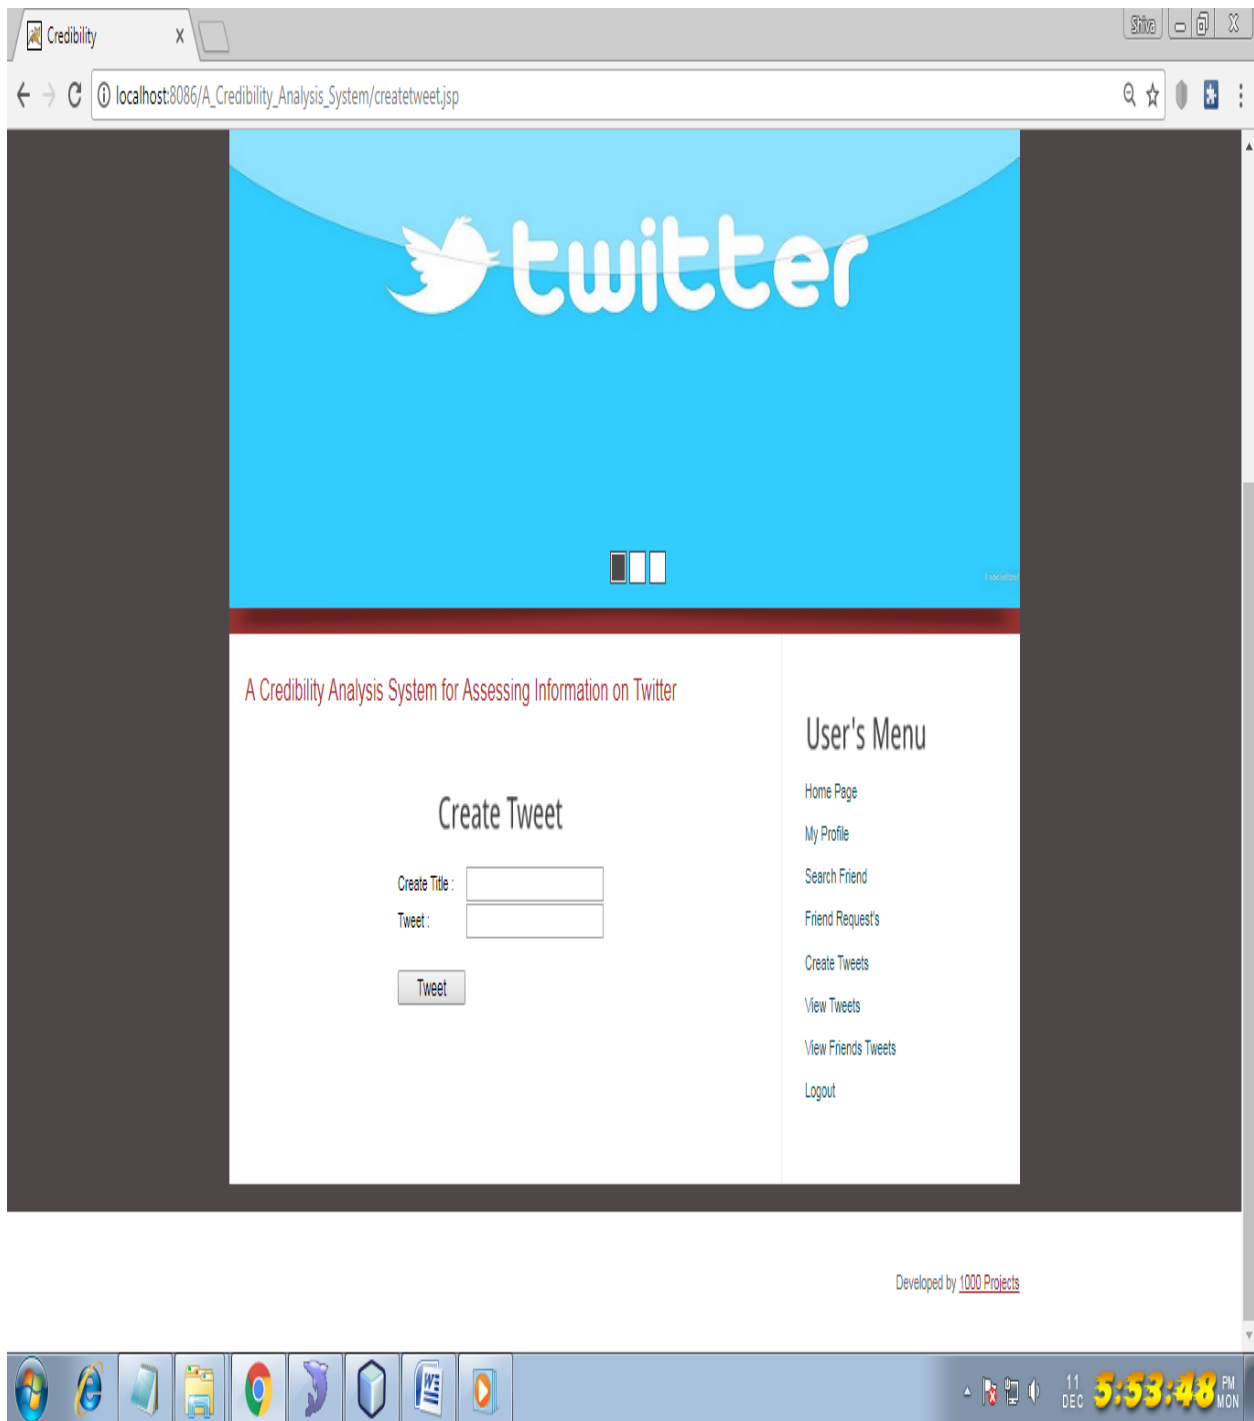 Credibility
Shiva
localhost:8086/A_Credibility_Analysis_System/createtweet.jsp
twitter
A Credibility Analysis System for Assessing Information on Twitter
Create Tweet
Create Title :
Tweet :
Tweet
User's Menu
Home Page
My Profile
Search Friend
Friend Request's
Create Tweets
View Tweets
View Friends Tweets
Logout
Developed by 1000 Projects
11
DEC
5:53:48
PM
MON